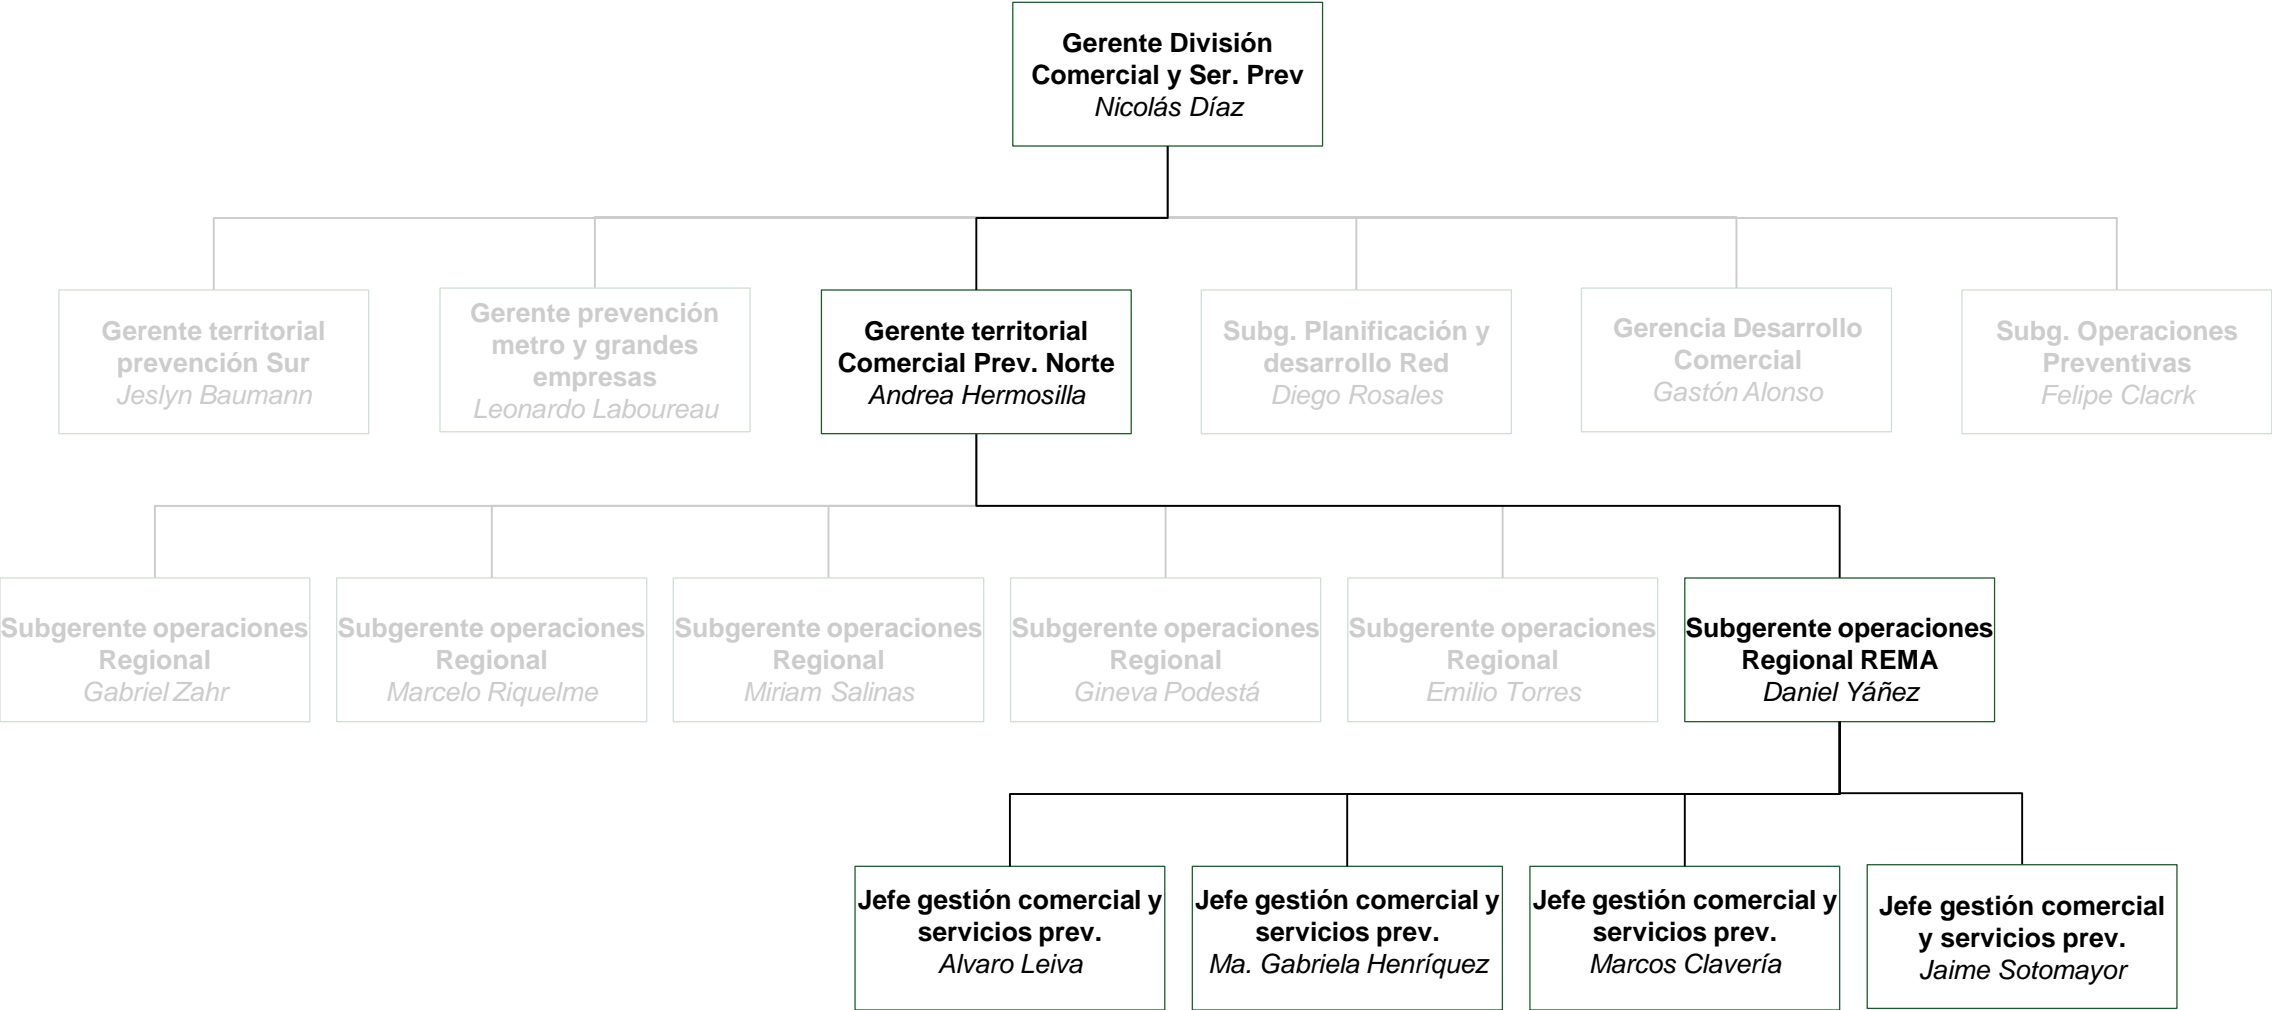 Gerente División
Comercial y Ser. Prev
Nicolás Díaz
Gerente territorial
prevención Sur
Jeslyn Baumann
Gerente prevención
metro y grandes
empresas
Leonardo Laboureau
Gerente territorial
Comercial Prev. Norte
Andrea Hermosilla
Subg. Planificación y
desarrollo Red
Diego Rosales
Gerencia Desarrollo
Comercial
Gastón Alonso
Subg. Operaciones
Preventivas
Felipe Clacrk
Subgerente operaciones
Regional
Gabriel Zahr
Subgerente operaciones
Regional
Marcelo Riquelme
Subgerente operaciones
Regional
Miriam Salinas
Subgerente operaciones
Regional
Gineva Podestá
Subgerente operaciones
Regional
Emilio Torres
Subgerente operaciones
Regional REMA
Daniel Yáñez
Jefe gestión comercial y
servicios prev.
Alvaro Leiva
Jefe gestión comercial y
servicios prev.
Ma. Gabriela Henríquez
Jefe gestión comercial y
servicios prev.
Marcos Clavería
Jefe gestión comercial
y servicios prev.
Jaime Sotomayor